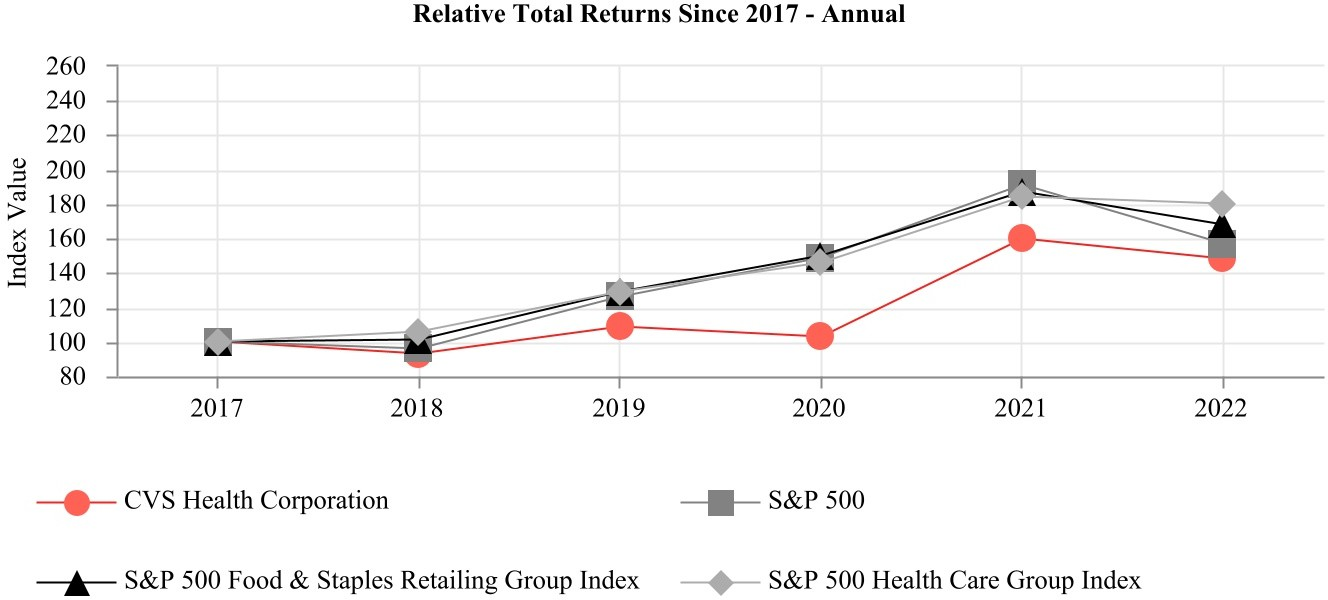 Relative Total Returns Since 2017 - Annual
Index Value
260
240
220
200
180
160
140
120
100
80
2017 2018 2019 2020 2021 2022
CVS Health Corporation S&P 500
S&P 500 Food & Staples Retailing Group Index S&P 500 Health Care Group Index